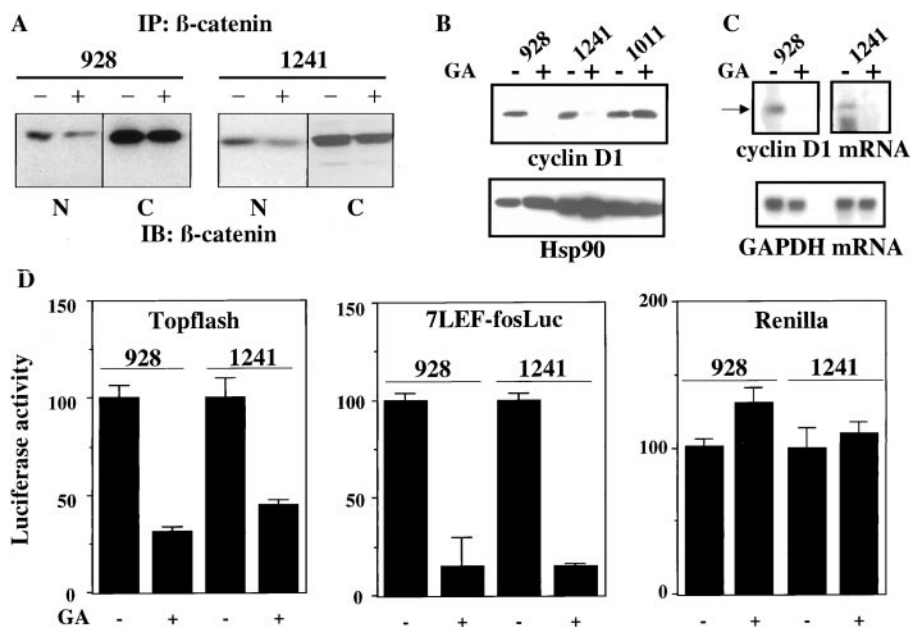 A
IP: ß-catenin
928 1241
– + – + – + – +
N C N C
IB: ß-catenin
B
928 1241 1011
GA - + - + - +
cyclin D1
Hsp90
C
928 1241
GA - + - +
cyclin D1 mRNA
GAPDH mRNA
D
Luciferase activity
150
100
50
0
Topflash
928 1241
GA - + - +
150
100
50
0
7LEF-fosLuc
928 1241
- + - +
200
100
0
Renilla
928 1241
- + - +